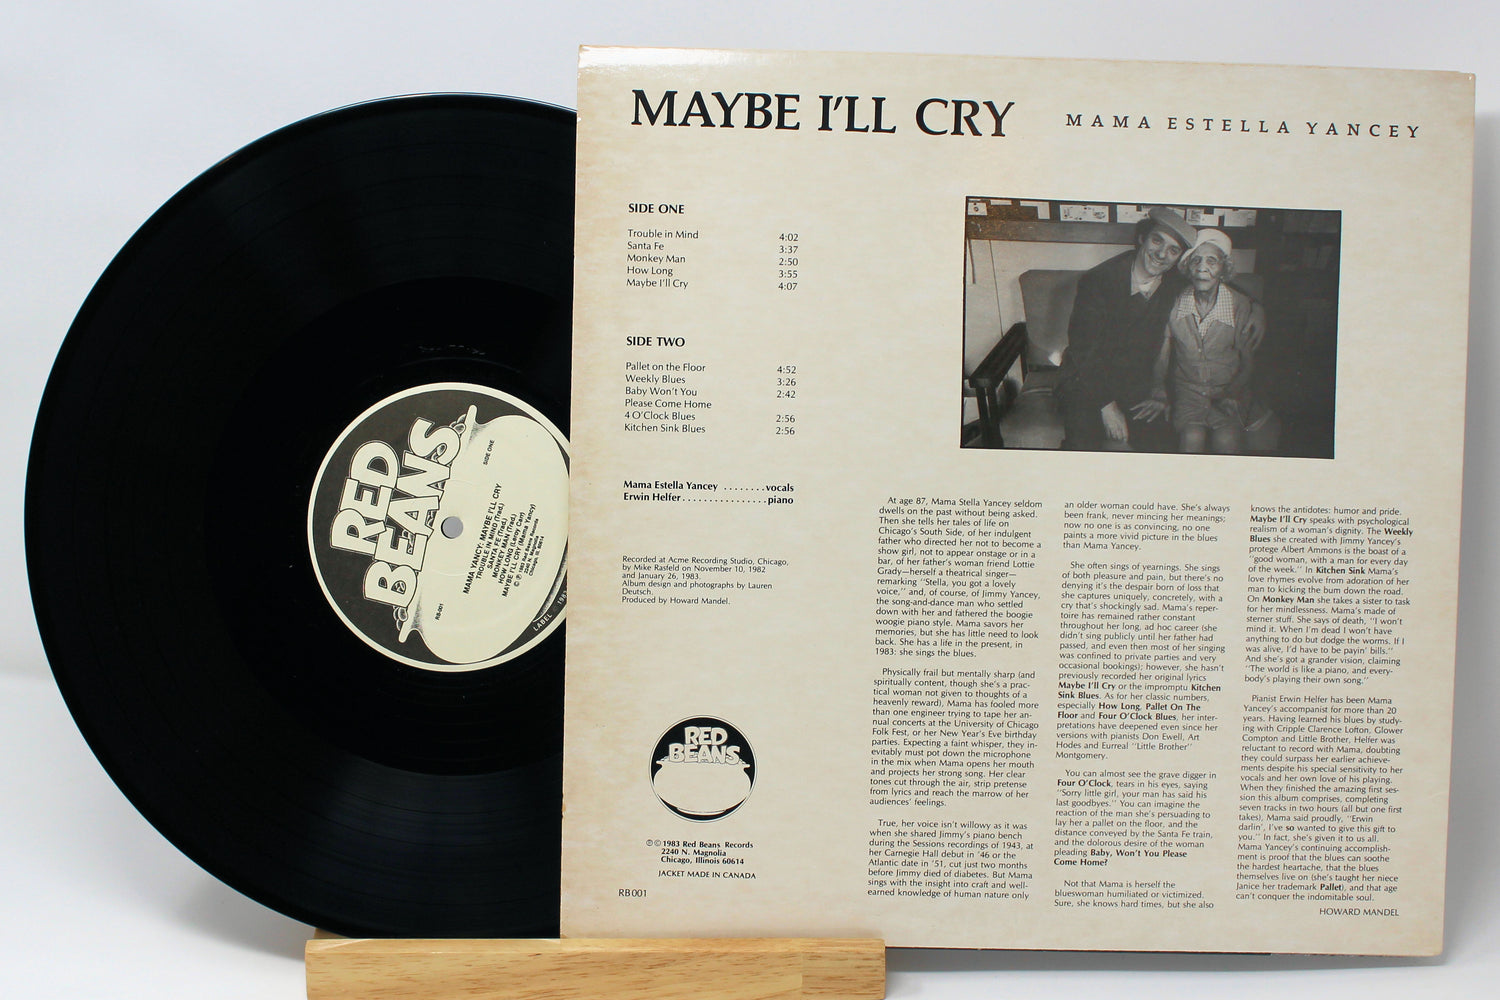 MAYBE I'LL CRY
MAMA ESTELLA YANCEY
SIDE ONE
Trouble in Mind 4:02
Santa Fe 3:37
Monkey Man 2:50
How Long 3:55
Maybe I'll Cry 4:07
SIDE TWO
Pallet on the Floor 4:52
Weekly Blues 3:26
Baby Won't You 2:42
Please Come Home
4 O'Clock Blues 2:56
Kitchen Sink Blues 2:56
Mama Estella Yancey ........vocals
Erwin Helfer................piano
Recorded at Acme Recording Studio, Chicago,
by Mike Rasfeld on November 10, 1982
and January 26, 1983.
Album design and photographs by Lauren
Deutsch.
Produced by Howard Mandel.
RED
BEANS
℗©1983 Red Beans Records
2240 N. Magnolia
Chicago, Illinois 60614
JACKET MADE IN CANADA
RB001
At age 87, Mama Stella Yancey seldom
dwells on the past without being asked.
Then she tells her tales of life on
Chicago's South Side, of her indulgent
father who directed her not to become a
show girl, not to appear onstage or in a
bar, of her father's woman friend Lottie
Grady—herself a theatrical singer—
remarking "Stella, you got a lovely
voice," and, of course, of Jimmy Yancey,
the song-and-dance man who settled
down with her and fathered the boogie
woogie piano style. Mama savors her
memories, but she has little need to look
back. She has a life in the present, in
1983: she sings the blues.
Physically frail but mentally sharp (and
spiritually content, though she's a prac-
tical woman not given to thoughts of a
heavenly reward), Mama has fooled more
than one engineer trying to tape her an-
nual concerts at the University of Chicago
Folk Fest, or her New Year's Eve birthday
parties. Expecting a faint whisper, they in-
evitably must pot down the microphone
in the mix when Mama opens her mouth
and projects her strong song. Her clear
tones cut through the air, strip pretense
from lyrics and reach the marrow of her
audiences' feelings.
True, her voice isn't willowy as it was
when she shared Jimmy's piano bench
during the Sessions recordings of 1943, at
her Carnegie Hall debut in '46 or the
Atlantic date in '51, cut just two months
before Jimmy died of diabetes. But Mama
sings with the insight into craft and well-
earned knowledge of human nature only
an older woman could have. She's always
been frank, never mincing her meanings;
now no one is as convincing, no one
paints a more vivid picture in the blues
than Mama Yancey.
She often sings of yearnings. She sings
of both pleasure and pain, but there's no
denying it's the despair born of loss that
she captures uniquely, concretely, with a
cry that's shockingly sad. Mama's reper-
toire has remained rather constant
throughout her long, ad hoc career (she
didn't sing publicly until her father had
passed, and even then most of her singing
was confined to private parties and very
occasional bookings); however, she hasn't
previously recorded her original lyrics
Maybe I'll Cry or the impromptu Kitchen
Sink Blues. As for her classic numbers,
especially How Long, Pallet On The
Floor and Four O'Clock Blues, her inter-
pretations have deepened even since her
versions with pianists Don Ewell, Art
Hodes and Eurreal "Little Brother"
Montgomery.
You can almost see the grave digger in
Four O'Clock, tears in his eyes, saying
"Sorry little girl, your man has said his
last goodbyes." You can imagine the
reaction of the man she's persuading to
lay her a pallet on the floor, and the
distance conveyed by the Santa Fe train,
and the dolorous desire of the woman
pleading Baby, Won't You Please
Come Home?
Not that Mama is herself the
blueswoman humiliated or victimized.
Sure, she knows hard times, but she also
knows the antidotes: humor and pride.
Maybe I'll Cry speaks with psychological
realism of a woman's dignity. The Weekly
Blues she created with Jimmy Yancey's
protege Albert Ammons is the boast of a
"good woman, with a man for every day
of the week." In Kitchen Sink Mama's
love rhymes evolve from adoration of her
man to kicking the bum down the road.
On Monkey Man she takes a sister to task
for her mindlessness. Mama's made of
sterner stuff. She says of death, "I won't
mind it. When I'm dead I won't have
anything to do but dodge the worms. If I
was alive, I'd have to be payin' bills."
And she's got a grander vision, claiming
"The world is like a piano, and every-
body's playing their own song."
Pianist Erwin Helfer has been Mama
Yancey's accompanist for more than 20
years. Having learned his blues by study-
ing with Cripple Clarence Lofton, Glower
Compton and Little Brother, Helfer was
reluctant to record with Mama, doubting
they could surpass her earlier achieve-
ments despite his special sensitivity to her
vocals and her own love of his playing.
When they finished the amazing first ses-
sion this album comprises, completing
seven tracks in two hours (all but one first
takes), Mama said proudly, "Erwin
darlin', I've so wanted to give this gift to
you." In fact, she's given it to us all.
Mama Yancey's continuing accomplish-
ment is proof that the blues can soothe
the hardest heartache, that the blues
themselves live on (she's taught her niece
Janice her trademark Pallet), and that age
can't conquer the indomitable soul.
HOWARD MANDEL
RED
BEANS
SIDE ONE
MAMA YANCY: MAYBE I'LL CRY
TROUBLE IN MIND (Trad.)
SANTA FE (Trad.)
MONKEY MAN (Trad.)
HOW LONG (Leroy Carr)
MAYBE I'LL CRY (Mama Yancy)
© ℗ 1983 Red Beans Records
2240 N. Magnolia
Chicago, IL 60614
RB-001
LABEL